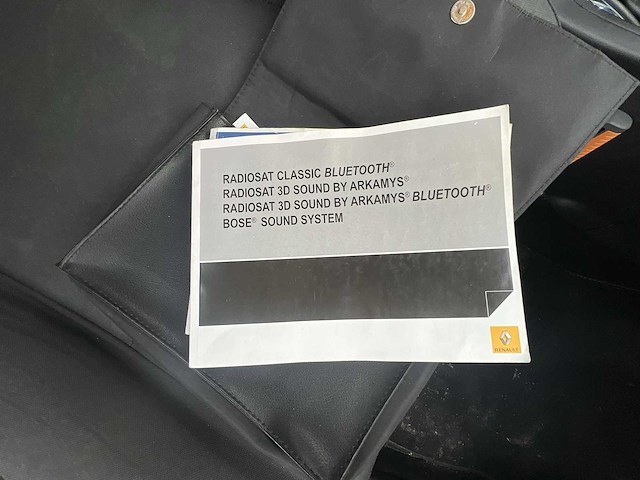 RADIOSAT CLASSIC BLUETOOTH®
RADIOSAT 3D SOUND BY ARKAMYS®
RADIOSAT 3D SOUND BY ARKAMYS® BLUETOOTH®
BOSE® SOUND SYSTEM
RENAULT